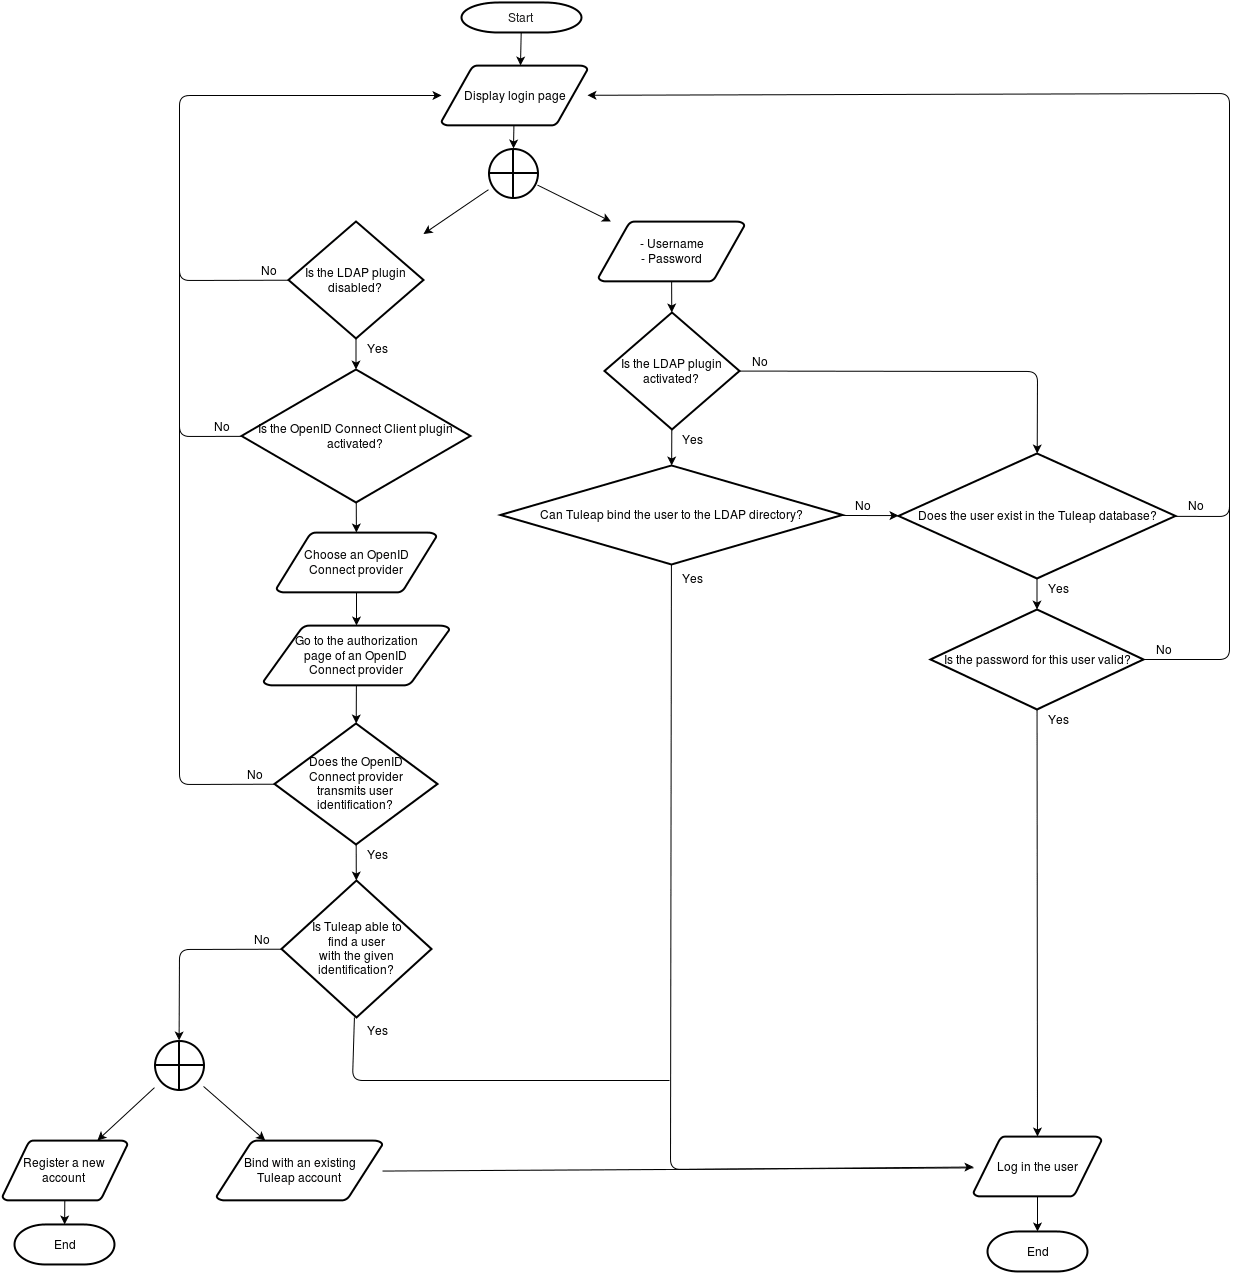 Start
Display login page
- Username
- Password
No
Is the LDAP plugin
disabled?
Yes
Is the LDAP plugin
activated?
No
Yes
No
Is the OpenID Connect Client plugin
activated?
Can Tuleap bind the user to the LDAP directory?
No
Yes
Does the user exist in the Tuleap database?
No
Yes
Choose an OpenID
Connect provider
Go to the authorization
page of an OpenID
Connect provider
Is the password for this user valid?
No
Yes
Does the OpenID
Connect provider
transmits user
identification?
No
Yes
Is Tuleap able to
find a user
with the given
identification?
No
Yes
Register a new
account
Bind with an existing
Tuleap account
Log in the user
End
End